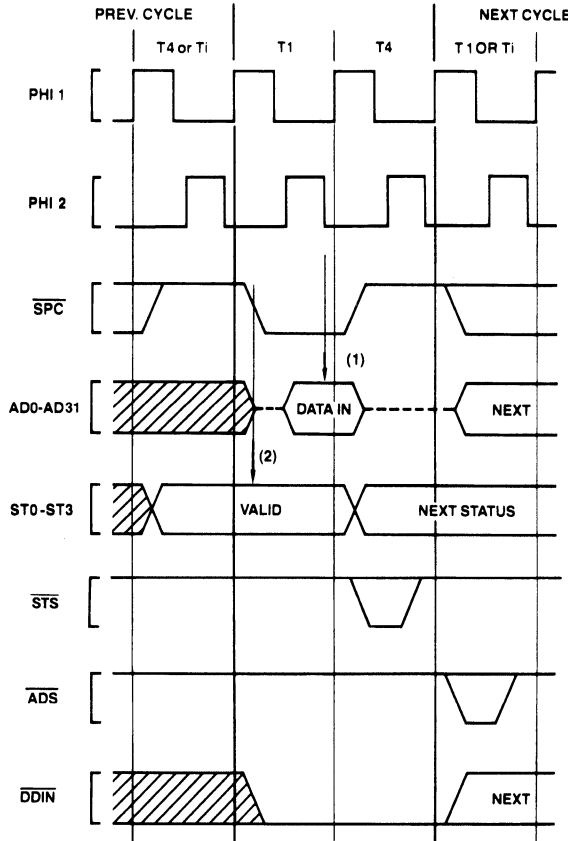 PREV. CYCLE NEXT CYCLE
T4 or Ti T1 T4 T1 OR Ti
PHI 1
PHI 2
SPC
(1)
AD0-AD31 DATA IN NEXT
(2)
ST0-ST3 VALID NEXT STATUS
STS
ADS
DDIN NEXT